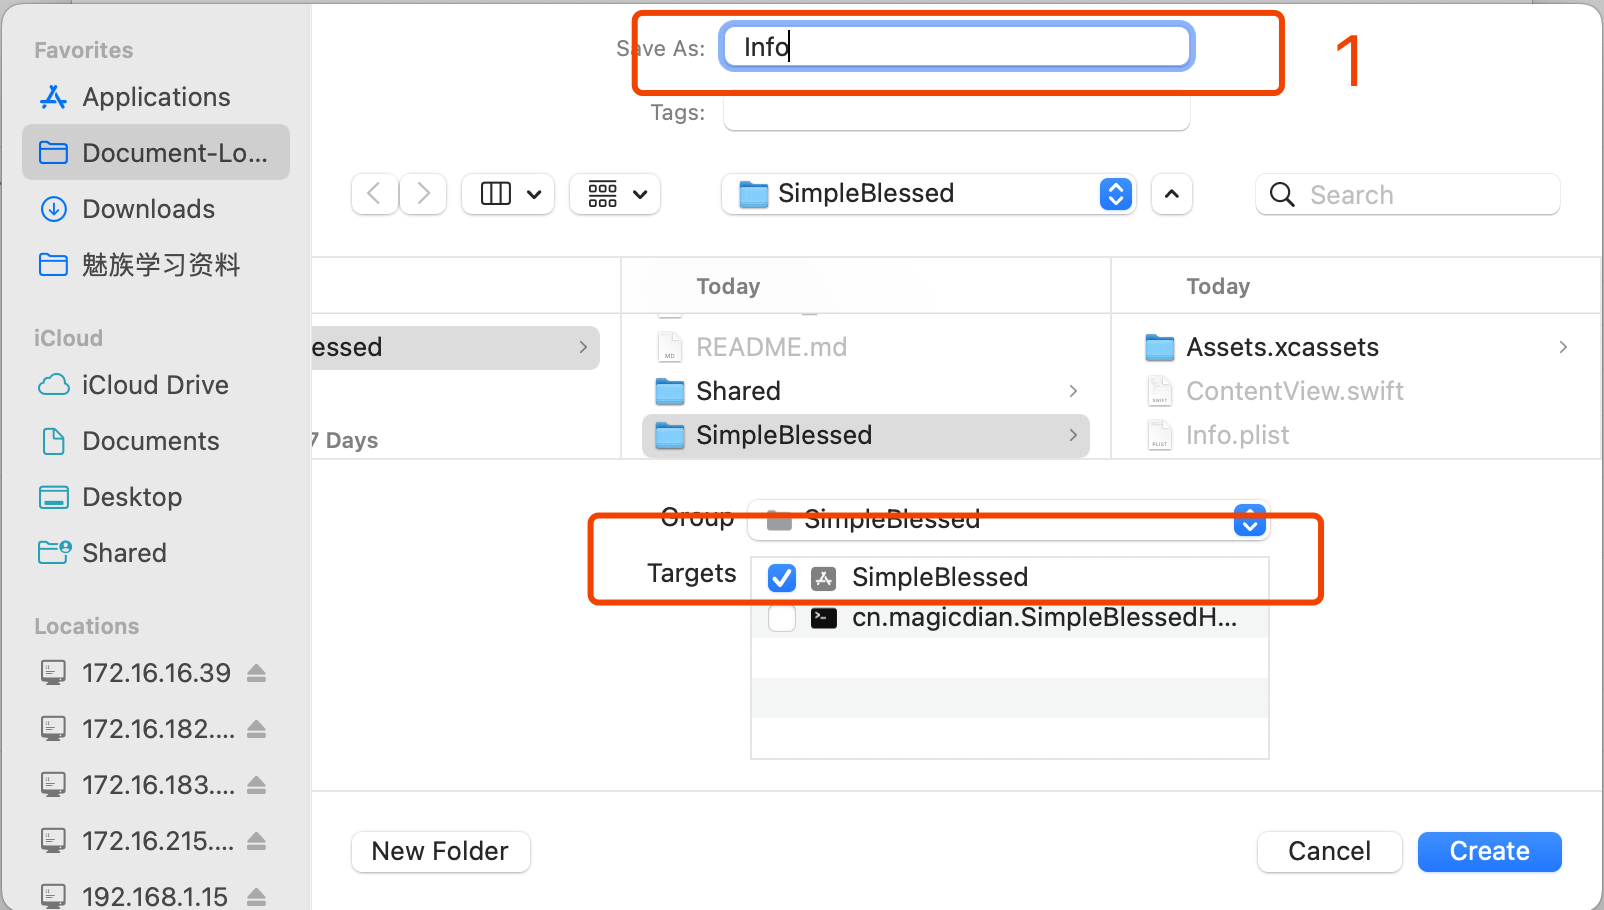 Favorites
Applications
Document-Lo...
Downloads
魅族学习资料
iCloud
iCloud Drive
Documents
Desktop
Shared
Locations
172.16.16.39
172.16.182....
172.16.183....
172.16.215....
192.168.1.15
Save As: Info
1
Tags:
SimpleBlessed
Search
essed
7 Days
Today
README.md
Shared
SimpleBlessed
Today
Assets.xcassets
ContentView.swift
Info.plist
Group SimpleBlessed
Targets SimpleBlessed
cn.magicdian.SimpleBlessedH...
New Folder
Cancel
Create